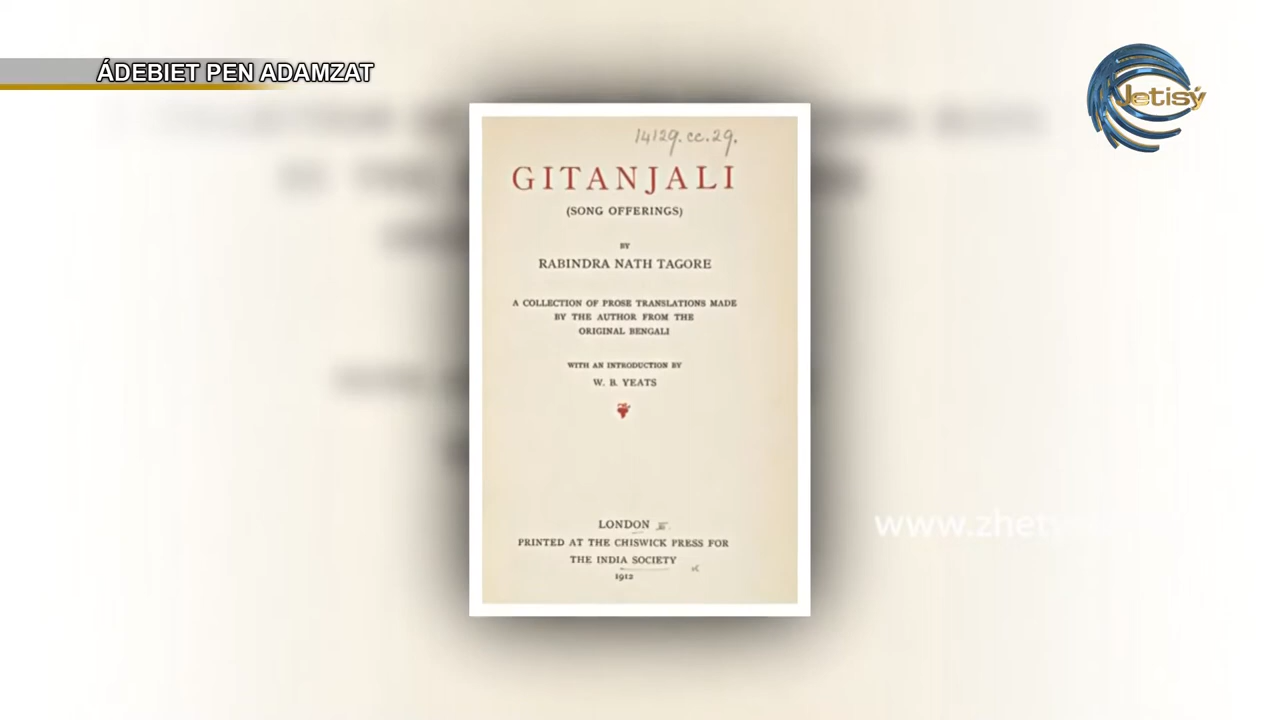 ÁDEBIET PEN ADAMZAT
Jetisý
14129.cc.29.
GITANJALI
(SONG OFFERINGS)
BY
RABINDRA NATH TAGORE
A COLLECTION OF PROSE TRANSLATIONS MADE
BY THE AUTHOR FROM THE
ORIGINAL BENGALI
WITH AN INTRODUCTION BY
W. B. YEATS
LONDON
PRINTED AT THE CHISWICK PRESS FOR
THE INDIA SOCIETY
1912